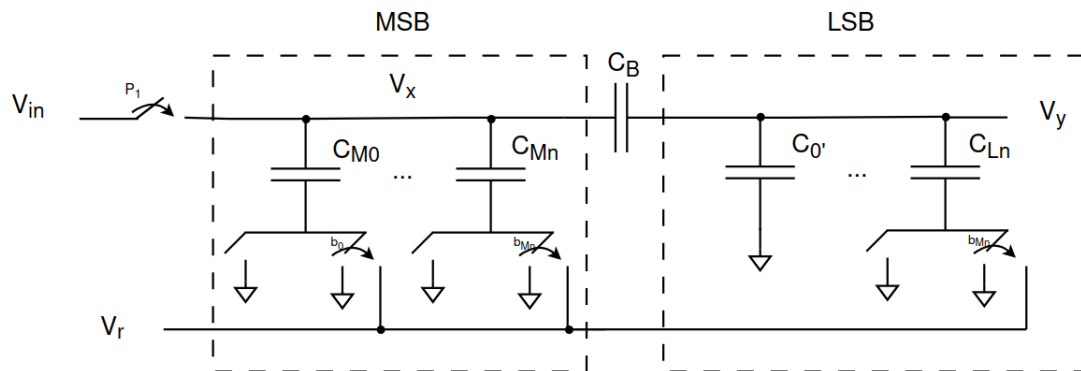 MSB
LSB
V_in
P_1
V_x
C_B
V_y
C_M0
...
C_Mn
C_0'
...
C_Ln
b_0
b_Mn
b_Mn
V_r